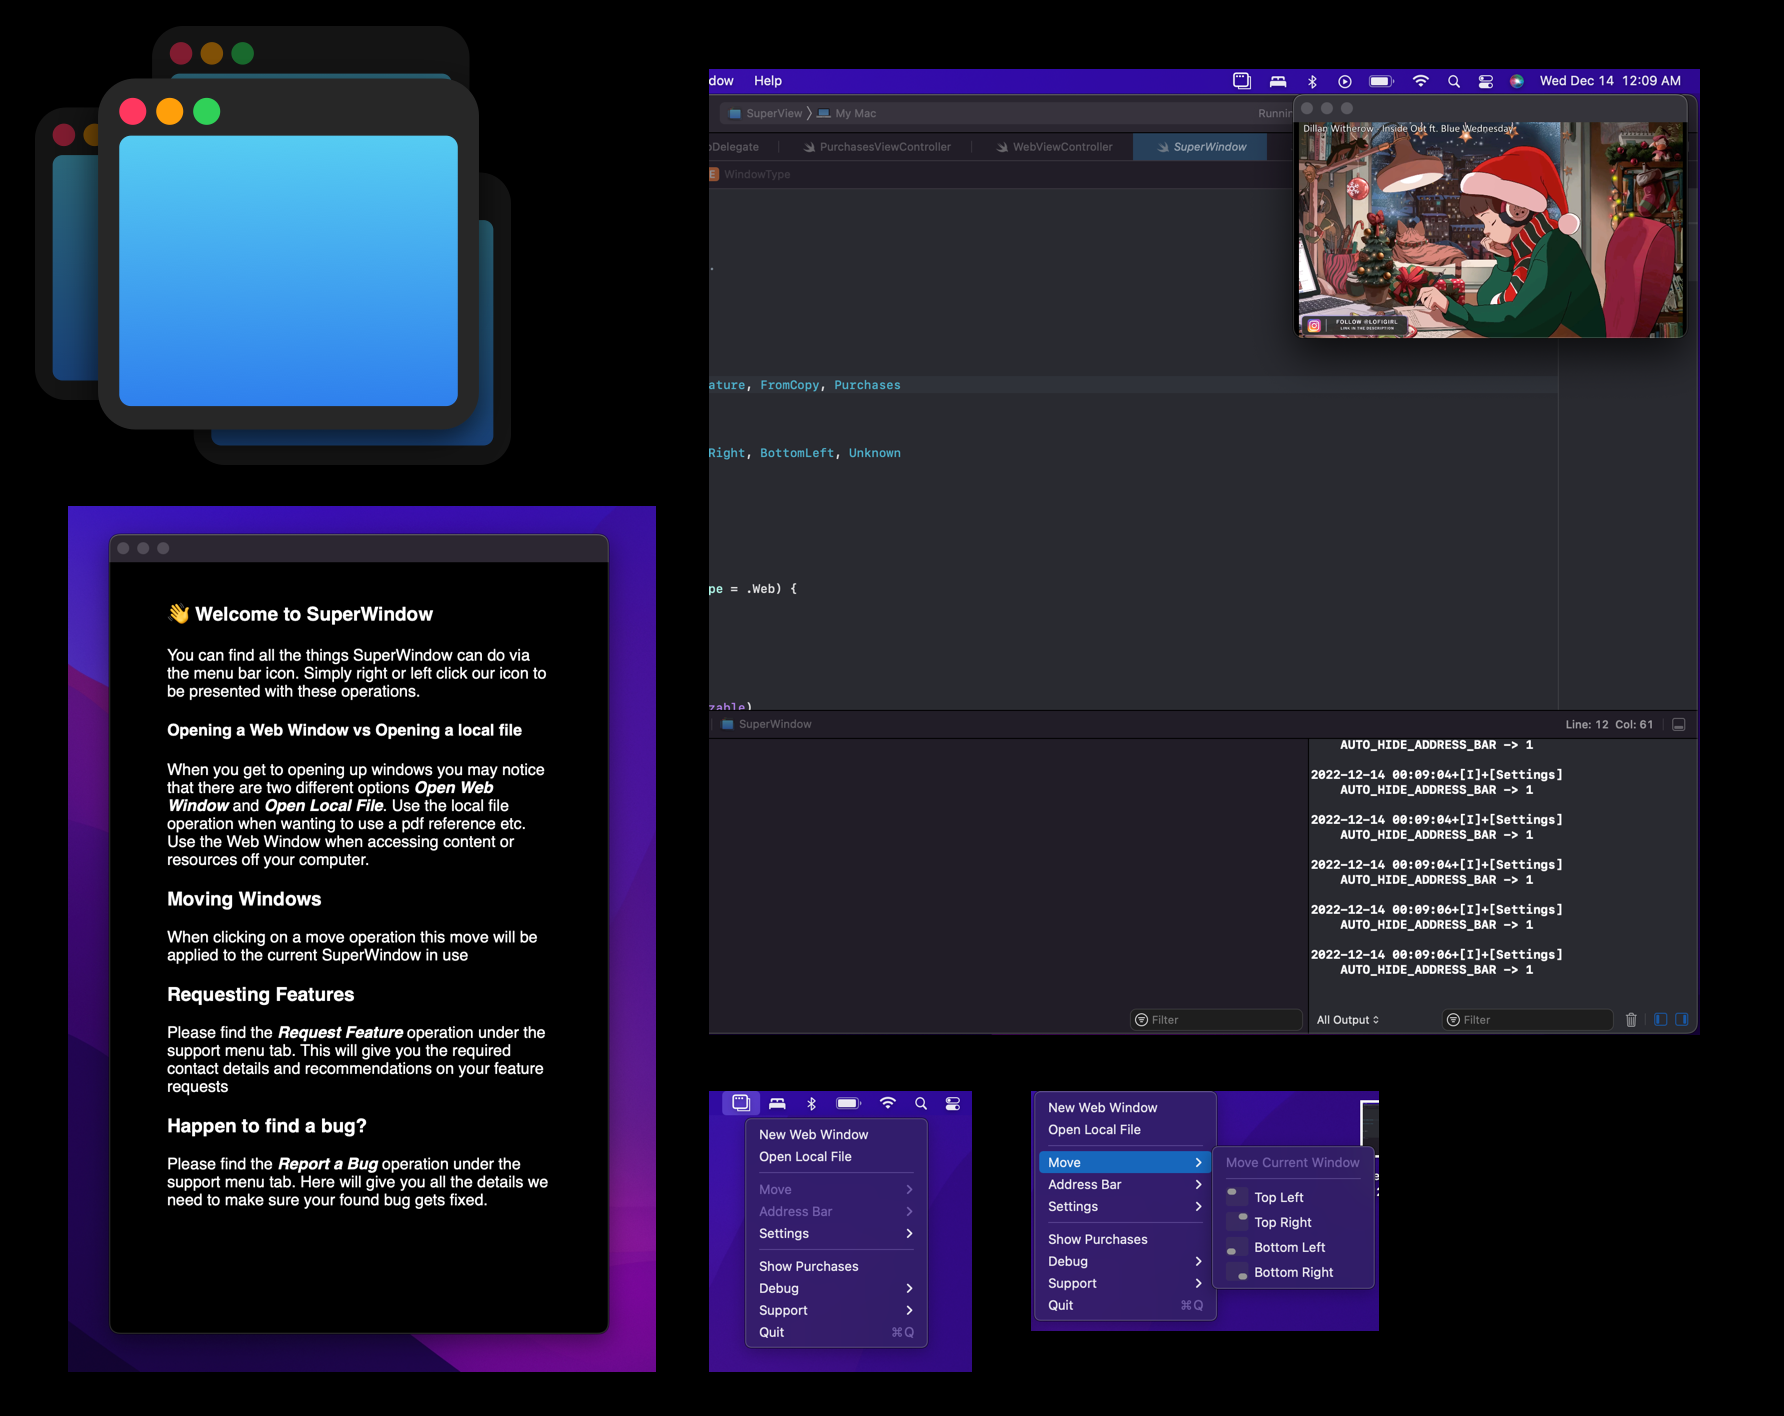 👋 Welcome to SuperWindow
You can find all the things SuperWindow can do via
the menu bar icon. Simply right or left click our icon to
be presented with these operations.
Opening a Web Window vs Opening a local file
When you get to opening up windows you may notice
that there are two different options Open Web
Window and Open Local File. Use the local file
operation when wanting to use a pdf reference etc.
Use the Web Window when accessing content or
resources off your computer.
Moving Windows
When clicking on a move operation this move will be
applied to the current SuperWindow in use
Requesting Features
Please find the Request Feature operation under the
support menu tab. This will give you the required
contact details and recommendations on your feature
requests
Happen to find a bug?
Please find the Report a Bug operation under the
support menu tab. Here will give you all the details we
need to make sure your found bug gets fixed.
dow Help Wed Dec 14 12:09 AM
SuperView 〉 My Mac Runnin
Delegate PurchasesViewController WebViewController SuperWindow
E WindowType
Dillan Witherow - Inside Out ft. Blue Wednesday
FOLLOW @LOFIGIRL
LINK IN THE DESCRIPTION
ature, FromCopy, Purchases
Right, BottomLeft, Unknown
pe = .Web) {
zable)
SuperWindow Line: 12 Col: 61
AUTO_HIDE_ADDRESS_BAR -> 1
2022-12-14 00:09:04+[I]+[Settings]
AUTO_HIDE_ADDRESS_BAR -> 1
2022-12-14 00:09:04+[I]+[Settings]
AUTO_HIDE_ADDRESS_BAR -> 1
2022-12-14 00:09:04+[I]+[Settings]
AUTO_HIDE_ADDRESS_BAR -> 1
2022-12-14 00:09:06+[I]+[Settings]
AUTO_HIDE_ADDRESS_BAR -> 1
2022-12-14 00:09:06+[I]+[Settings]
AUTO_HIDE_ADDRESS_BAR -> 1
Filter All Output Filter
New Web Window
Open Local File
Move
Address Bar
Settings
Show Purchases
Debug
Support
Quit ⌘Q
New Web Window
Open Local File
Move
Address Bar
Settings
Show Purchases
Debug
Support
Quit ⌘Q
Move Current Window
Top Left
Top Right
Bottom Left
Bottom Right